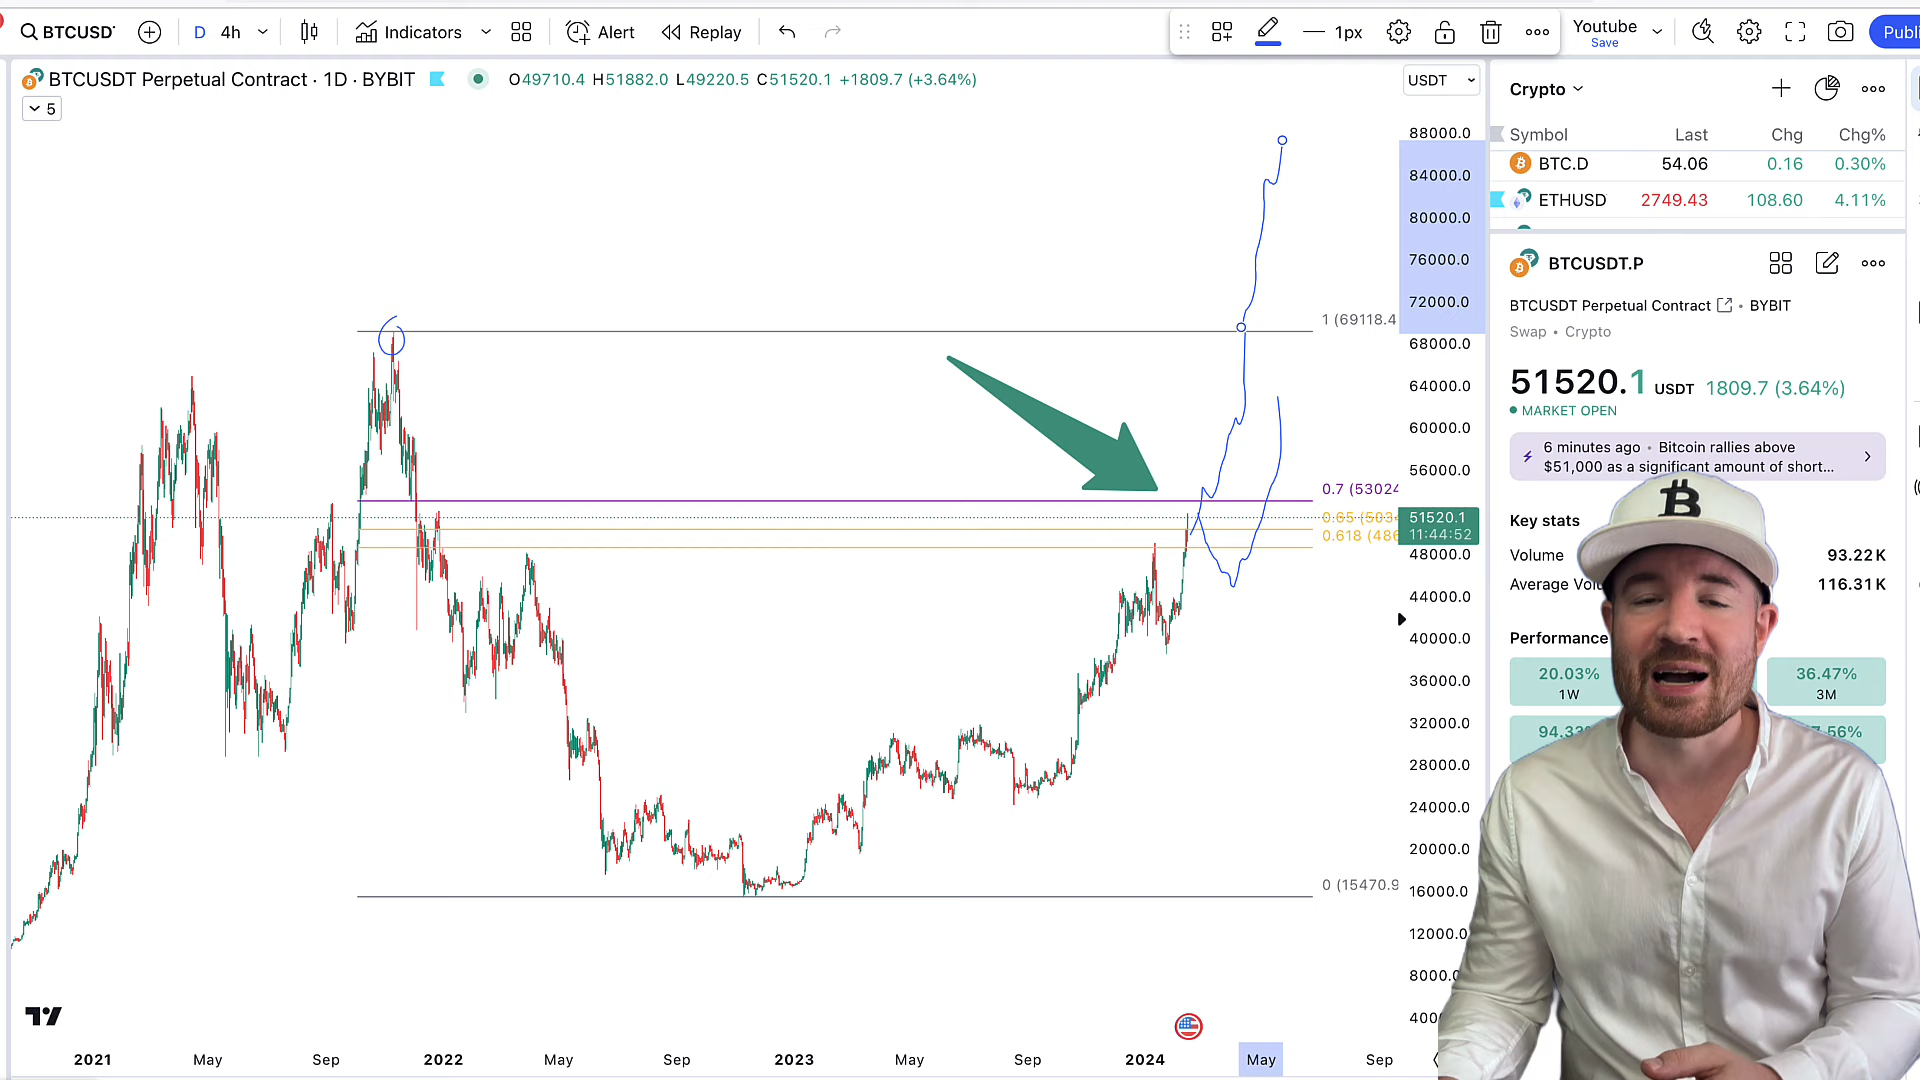 BTCUSD
D 4h
Indicators
Alert
Replay
1px
Youtube
Save
BTCUSDT Perpetual Contract · 1D · BYBIT
O49710.4 H51882.0 L49220.5 C51520.1 +1809.7 (+3.64%)
5
USDT
88000.0
84000.0
80000.0
76000.0
72000.0
68000.0
64000.0
60000.0
56000.0
51520.1
11:44:52
48000.0
44000.0
40000.0
36000.0
32000.0
28000.0
24000.0
20000.0
16000.0
12000.0
8000.0
1 (69118.4
0.7 (53024
0.618 (486
0 (15470.9
2021 May Sep 2022 May Sep 2023 May Sep 2024 May Sep
Crypto
Symbol Last Chg Chg%
BTC.D 54.06 0.16 0.30%
ETHUSD 2749.43 108.60 4.11%
BTCUSDT.P
BTCUSDT Perpetual Contract • BYBIT
Swap • Crypto
51520.1 USDT 1809.7 (3.64%)
MARKET OPEN
6 minutes ago • Bitcoin rallies above
$51,000 as a significant amount of short...
Key stats
Volume 93.22K
Average 116.31K
Performance
20.03% 36.47%
1W 3M